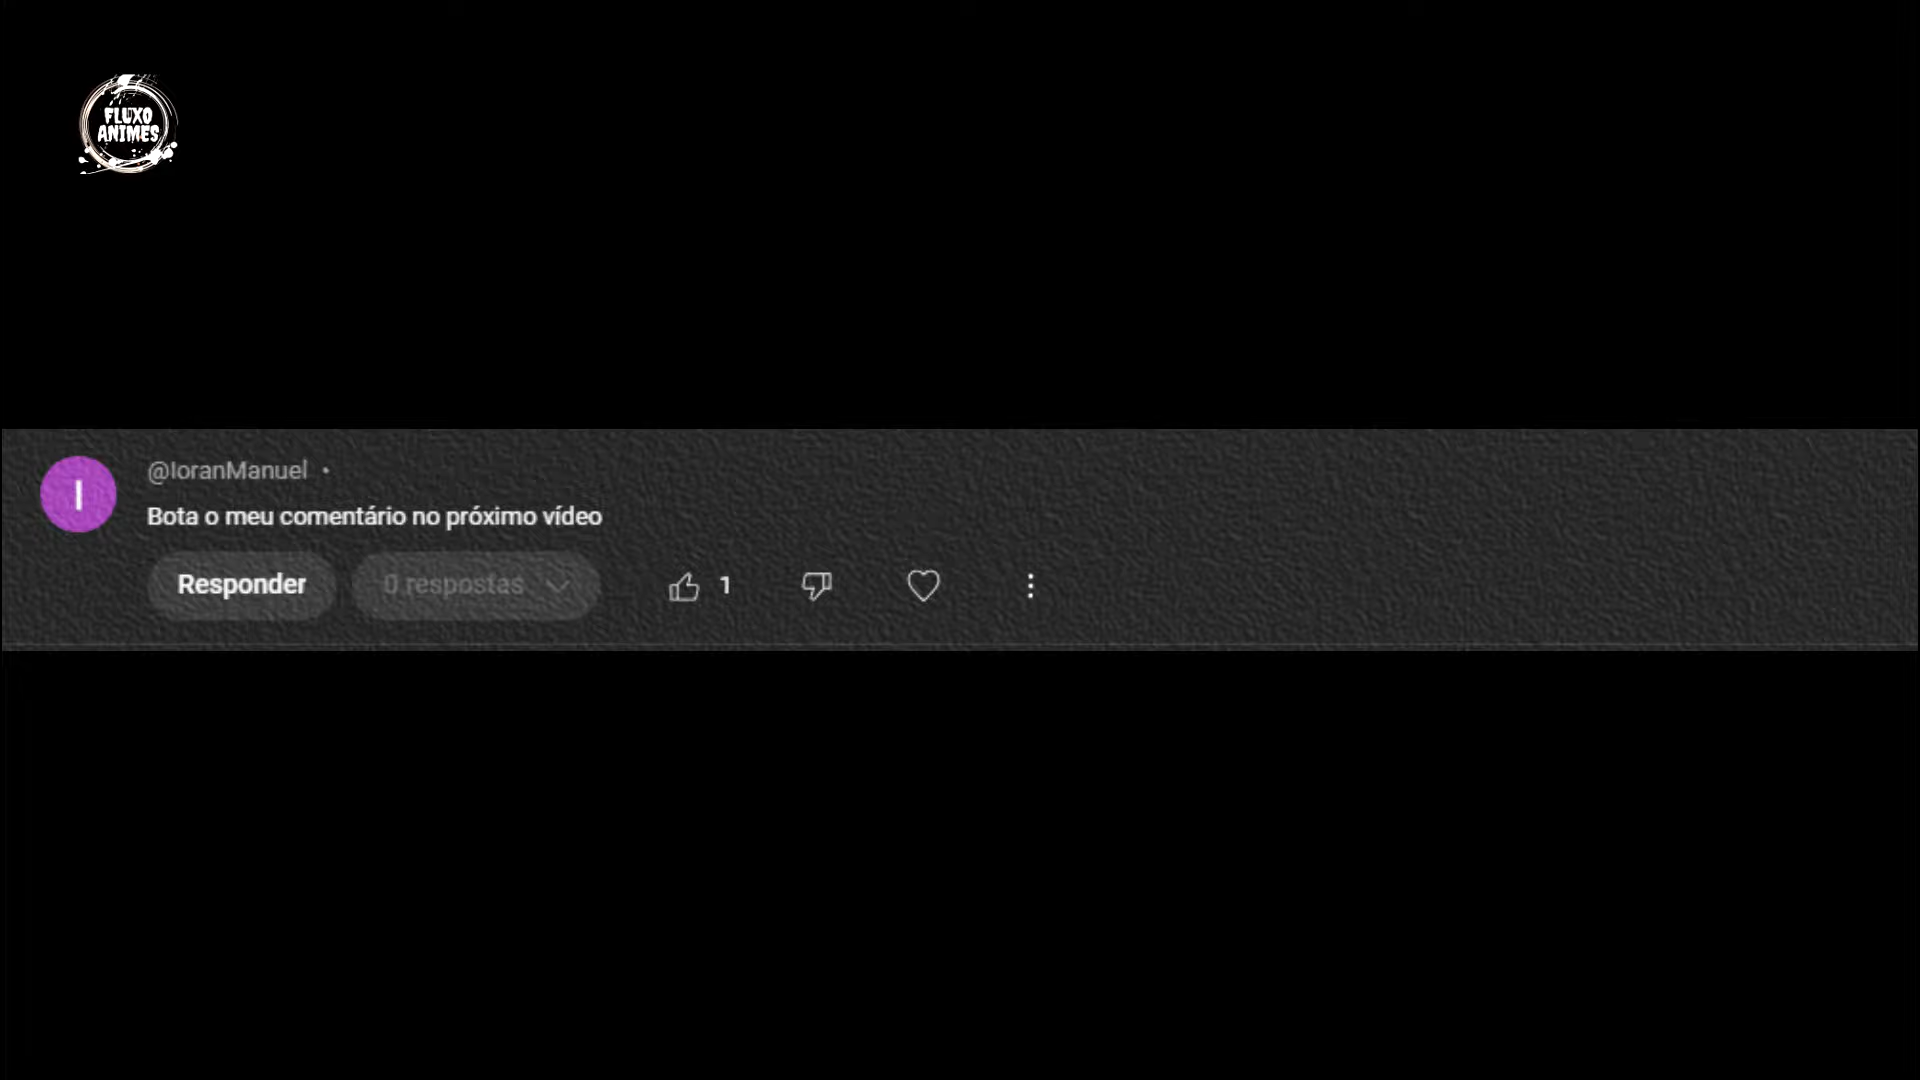 FLUXO
ANIMES
@IoranManuel •
I
Bota o meu comentário no próximo vídeo
Responder
0 respostas
1